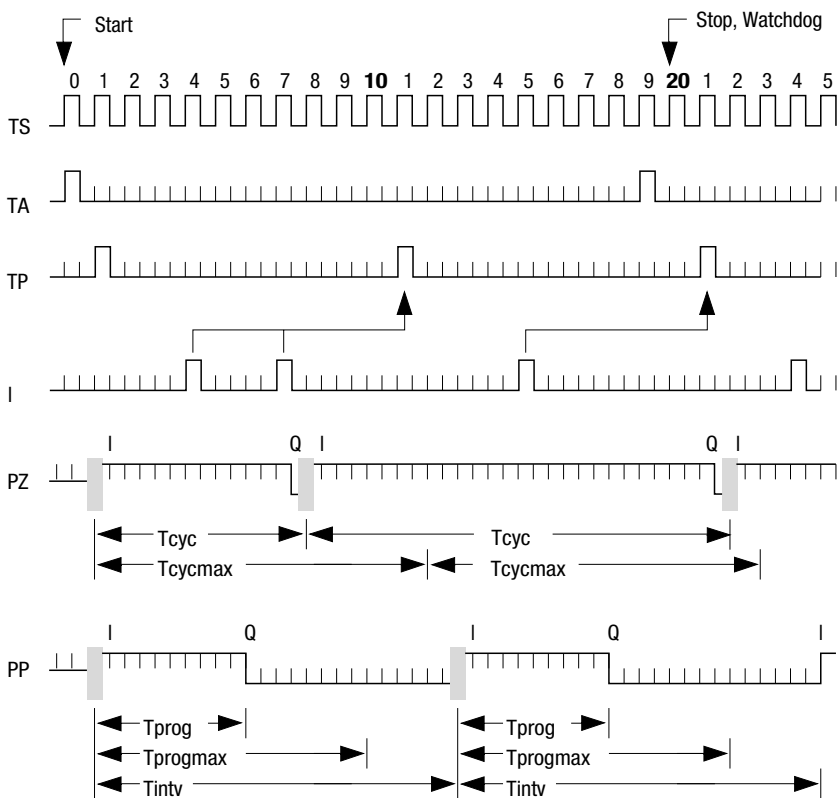 Start
Stop, Watchdog
0 1 2 3 4 5 6 7 8 9 10 1 2 3 4 5 6 7 8 9 20 1 2 3 4 5
TS
TA
TP
I
I Q I Q I
PZ
Tcyc Tcyc
Tcycmax Tcycmax
I Q I Q I
PP
Tprog Tprog
Tprogmax Tprogmax
Tintv Tintv